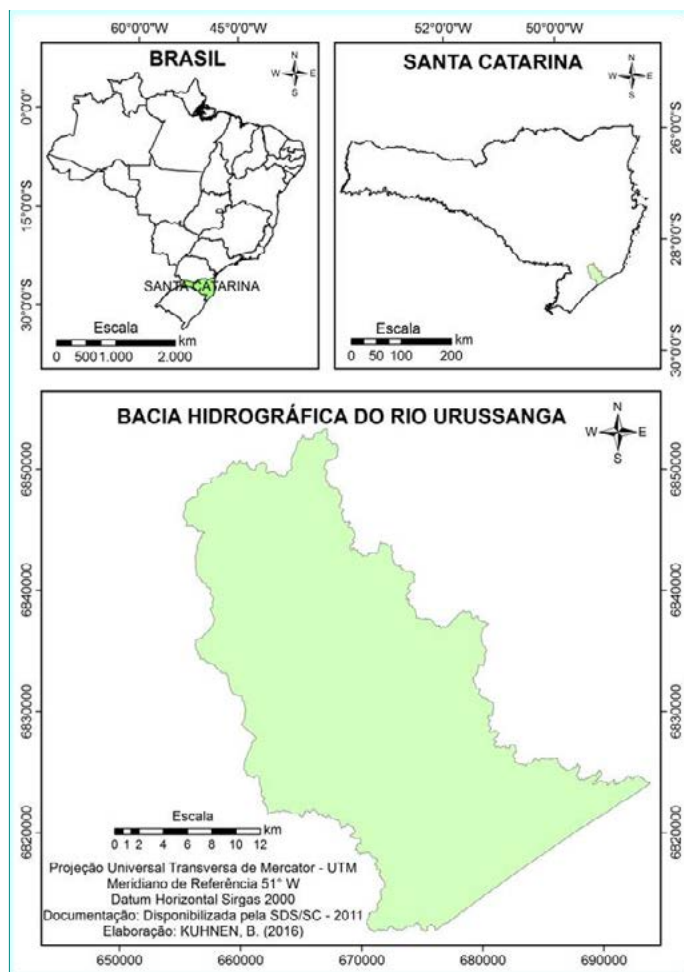 60°0'0"W 45°0'0"W
BRASIL
N
W E
S
0°0'0"
15°0'0"S
30°0'0"S
SANTA CATARINA
Escala
km
0 500 1.000 2.000
52°0'0"W 50°0'0"W
SANTA CATARINA
N
W E
S
26°0'0"S
28°0'0"S
30°0'0"S
Escala
km
0 50 100 200
BACIA HIDROGRÁFICA DO RIO URUSSANGA
N
W E
S
6850000 6850000
6840000 6840000
6830000 6830000
6820000 6820000
Escala
km
0 1 2 4 6 8 10 12
Projeção Universal Transversa de Mercator - UTM
Meridiano de Referência 51° W
Datum Horizontal Sirgas 2000
Documentação: Disponibilizada pela SDS/SC - 2011
Elaboração: KUHNEN, B. (2016)
650000 660000 670000 680000 690000